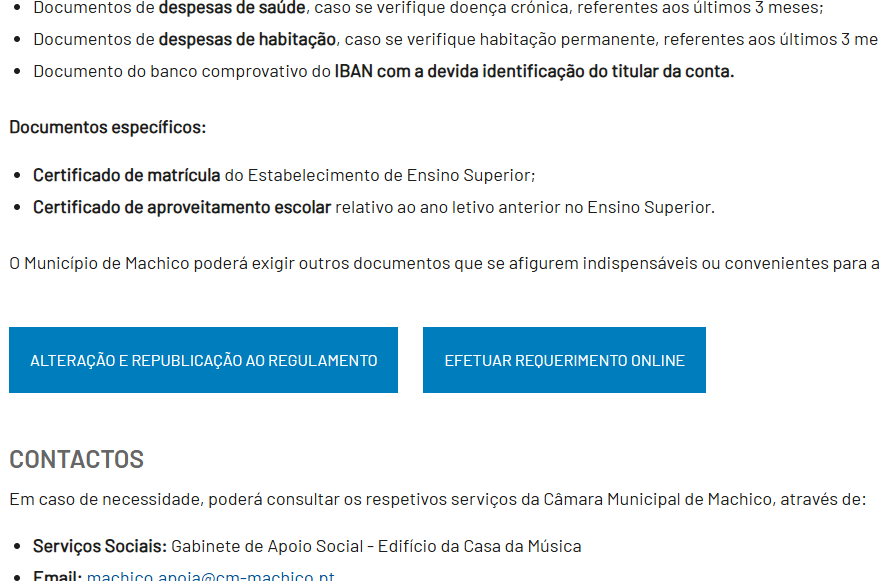 Documentos de despesas de saúde, caso se verifique doença crónica, referentes aos últimos 3 meses;
Documentos de despesas de habitação, caso se verifique habitação permanente, referentes aos últimos 3 me
Documento do banco comprovativo do IBAN com a devida identificação do titular da conta.
Documentos específicos:
Certificado de matrícula do Estabelecimento de Ensino Superior;
Certificado de aproveitamento escolar relativo ao ano letivo anterior no Ensino Superior.
O Município de Machico poderá exigir outros documentos que se afigurem indispensáveis ou convenientes para a
ALTERAÇÃO E REPUBLICAÇÃO AO REGULAMENTO
EFETUAR REQUERIMENTO ONLINE
CONTACTOS
Em caso de necessidade, poderá consultar os respetivos serviços da Câmara Municipal de Machico, através de:
Serviços Sociais: Gabinete de Apoio Social - Edifício da Casa da Música
Email: machico.apoia@cm-machico.pt